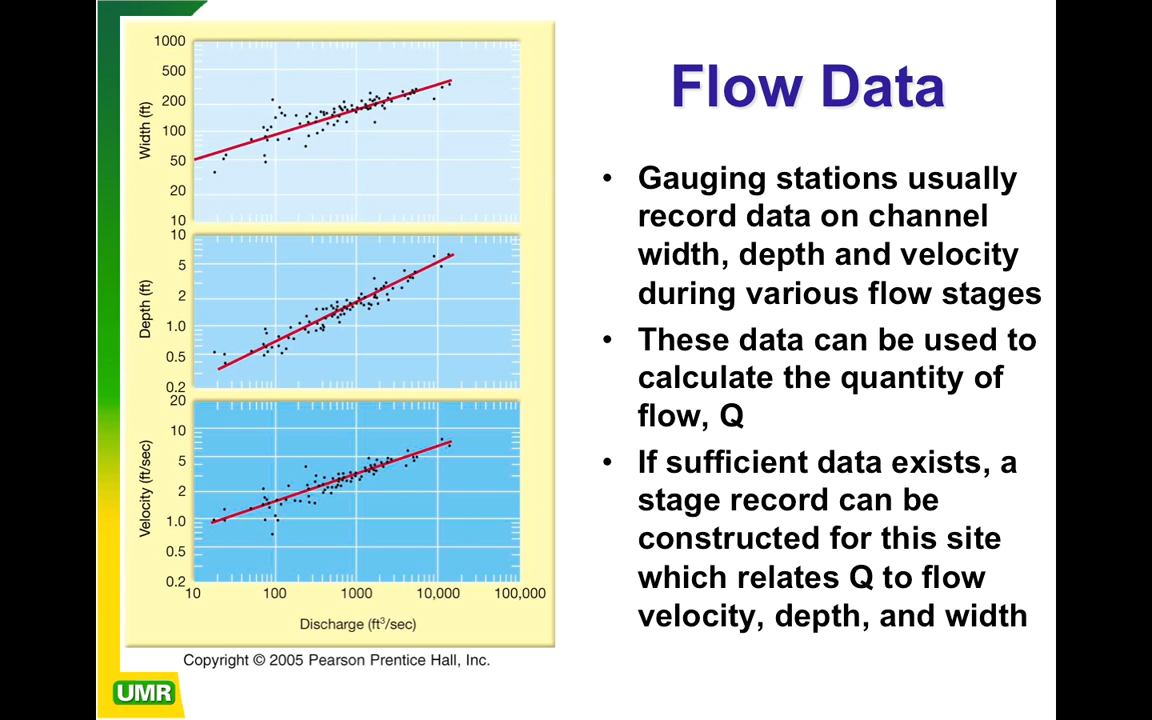 Flow Data
1000
500
200
100
50
20
10
Width (ft)
10
5
2
1.0
0.5
0.2
Depth (ft)
20
10
5
2
1.0
0.5
0.2
Velocity (ft/sec)
10 100 1000 10,000 100,000
Discharge (ft³/sec)
Copyright © 2005 Pearson Prentice Hall, Inc.
• Gauging stations usually
record data on channel
width, depth and velocity
during various flow stages
• These data can be used to
calculate the quantity of
flow, Q
• If sufficient data exists, a
stage record can be
constructed for this site
which relates Q to flow
velocity, depth, and width
UMR